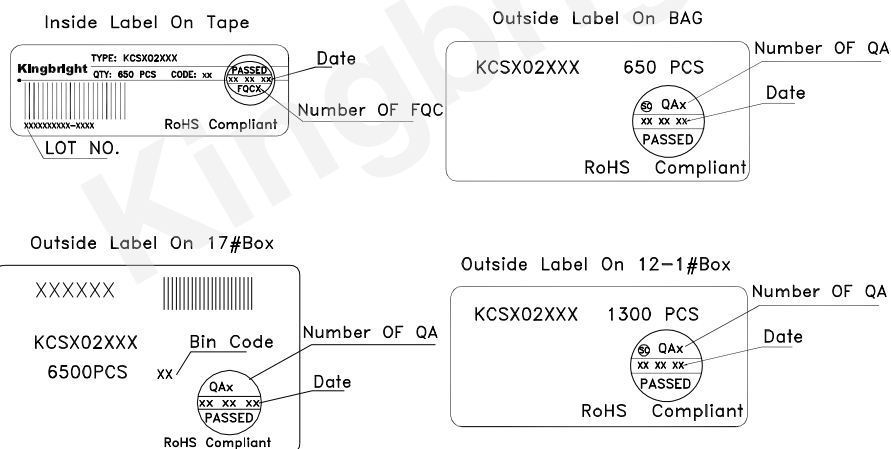 Inside Label On Tape
TYPE: KCSX02XXX
Kingbright
QTY: 650 PCS CODE: xx
PASSED
XX XX XX
FQCX
Date
Number OF FQC
XXXXXXXXXX-XXXX
RoHS Compliant
LOT NO.
Outside Label On BAG
KCSX02XXX 650 PCS
Number OF QA
SC QAx
Date
XX XX XX
PASSED
RoHS Compliant
Outside Label On 17#Box
XXXXXX
KCSX02XXX
Bin Code
Number OF QA
6500PCS
XX
QAx
Date
XX XX XX
PASSED
RoHS Compliant
Outside Label On 12-1#Box
KCSX02XXX 1300 PCS
Number OF QA
SC QAx
Date
XX XX XX
PASSED
RoHS Compliant
Kingbright